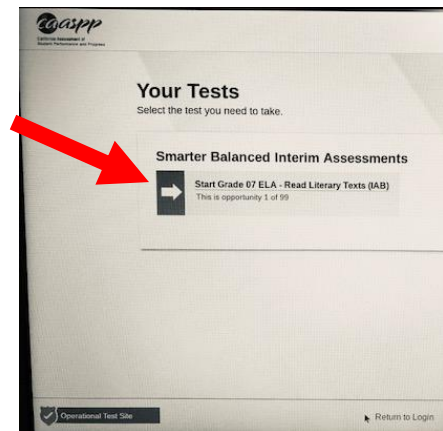 caaspp
California Assessment of
Student Performance and Progress
Your Tests
Select the test you need to take.
Smarter Balanced Interim Assessments
Start Grade 07 ELA - Read Literary Texts (IAB)
This is opportunity 1 of 99
Operational Test Site
Return to Login